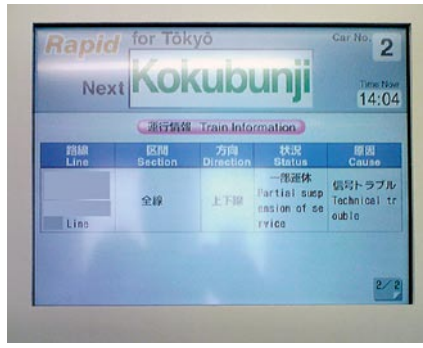 Rapid for Tōkyō
Car No. 2
Next Kokubunji
Time Now
14:04
運行情報 Train Information
路線 区間 方向 状況 原因
Line Section Direction Status Cause
一部運休
Partial susp
ension of se
rvice
全線
上下線
信号トラブル
Technical tr
ouble
Line
2/2